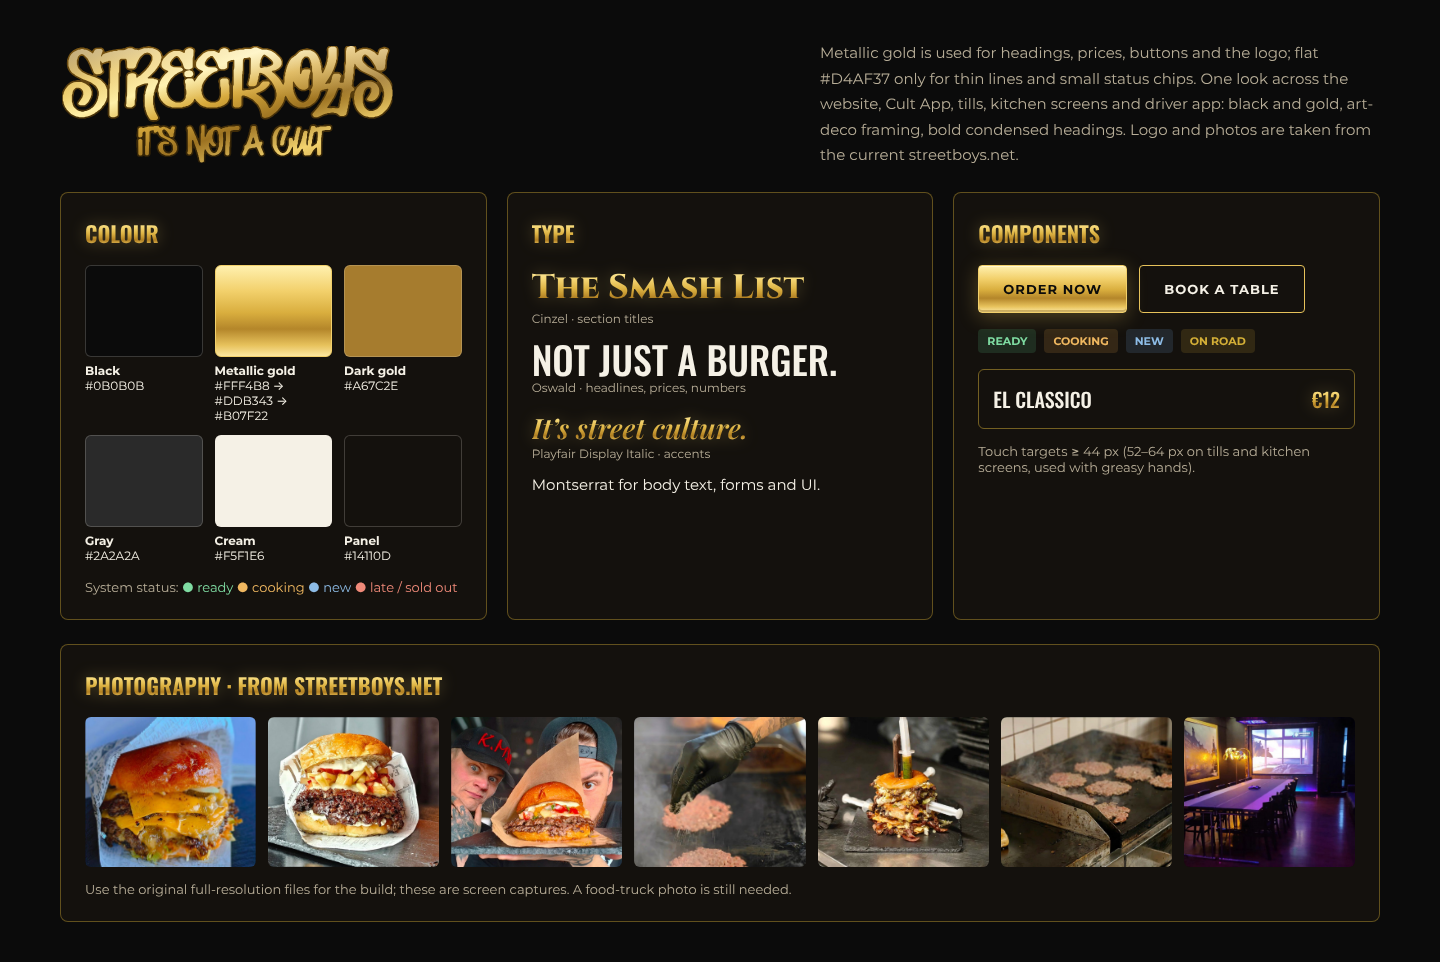 STREETBOYS
IT'S NOT A CULT
Metallic gold is used for headings, prices, buttons and the logo; flat
#D4AF37 only for thin lines and small status chips. One look across the
website, Cult App, tills, kitchen screens and driver app: black and gold, art-
deco framing, bold condensed headings. Logo and photos are taken from
the current streetboys.net.
COLOUR
Black
#0B0B0B
Metallic gold
#FFF4B8 →
#DDB343 →
#B07F22
Dark gold
#A67C2E
Gray
#2A2A2A
Cream
#F5F1E6
Panel
#14110D
System status: ● ready ● cooking ● new ● late / sold out
TYPE
The Smash List
Cinzel · section titles
NOT JUST A BURGER.
Oswald · headlines, prices, numbers
It’s street culture.
Playfair Display Italic · accents
Montserrat for body text, forms and UI.
COMPONENTS
ORDER NOW
BOOK A TABLE
READY
COOKING
NEW
ON ROAD
EL CLASSICO
€12
Touch targets ≥ 44 px (52–64 px on tills and kitchen
screens, used with greasy hands).
PHOTOGRAPHY · FROM STREETBOYS.NET
Use the original full-resolution files for the build; these are screen captures. A food-truck photo is still needed.